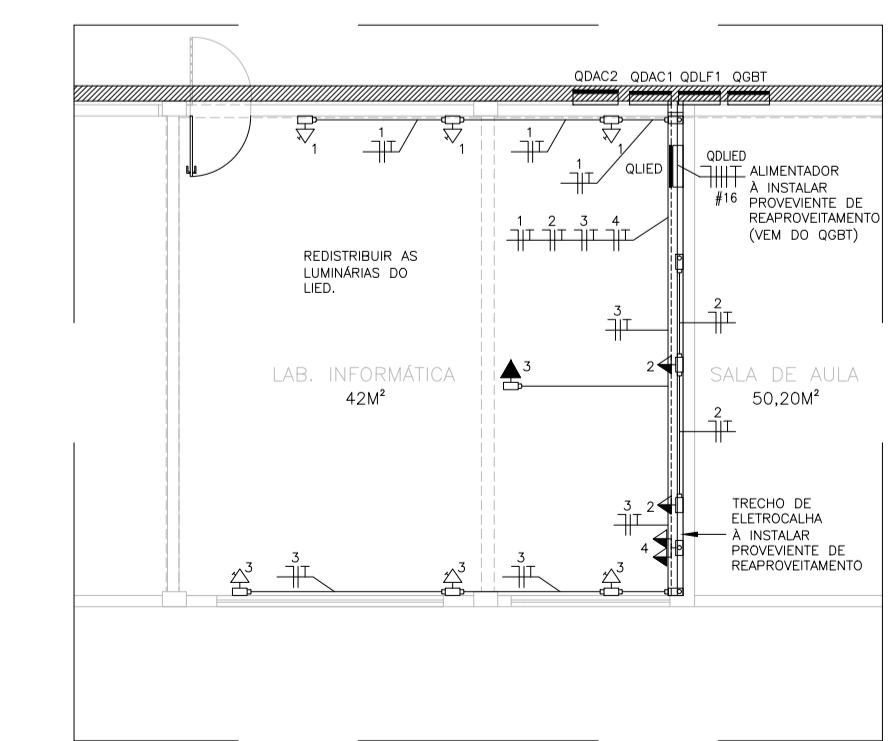 QDAC2 QDAC1 QDLF1 QGBT
1 1 1
1 1
1
QLIED
QDLIED
#16
ALIMENTADOR
À INSTALAR
PROVEVIENTE DE
REAPROVEITAMENTO
(VEM DO QGBT)
1 2 3 4
REDISTRIBUIR AS
LUMINÁRIAS DO
LIED.
3
2
LAB. INFORMÁTICA
42M²
3
2
SALA DE AULA
50,20M²
2
3
2
4
TRECHO DE
ELETROCALHA
À INSTALAR
PROVEVIENTE DE
REAPROVEITAMENTO
3 3 3 3 3